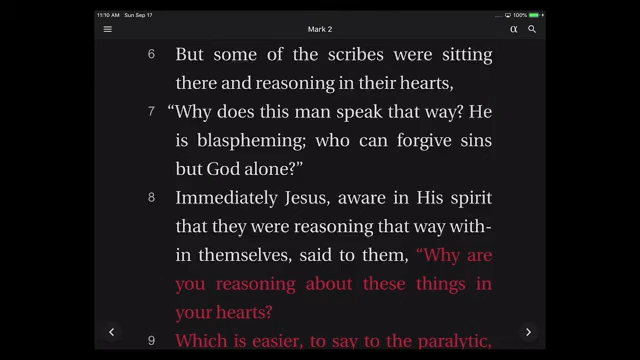 11:10 AM Sun Sep 17
100%
Mark 2
α
6 But some of the scribes were sitting
there and reasoning in their hearts,
7 “Why does this man speak that way? He
is blaspheming; who can forgive sins
but God alone?”
8 Immediately Jesus, aware in His spirit
that they were reasoning that way with-
in themselves, said to them, “Why are
you reasoning about these things in
your hearts?
9 Which is easier, to say to the paralytic,